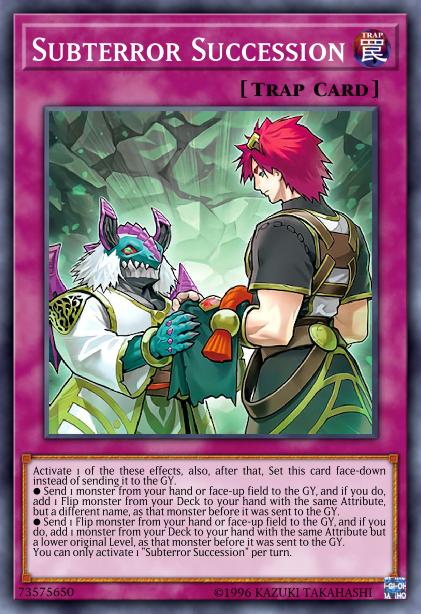 SUBTERROR SUCCESSION
TRAP
罠
[TRAP CARD]
Activate 1 of the these effects, also, after that, Set this card face-down
instead of sending it to the GY.
●Send 1 monster from your hand or face-up field to the GY, and if you do,
add 1 Flip monster from your Deck to your hand with the same Attribute,
but a different name, as that monster before it was sent to the GY.
●Send 1 Flip monster from your hand or face-up field to the GY, and if you
do, add 1 monster from your Deck to your hand with the same Attribute but
a lower original Level, as that monster before it was sent to the GY.
You can only activate 1 "Subterror Succession" per turn.
73575650
©1996 KAZUKI TAKAHASHI